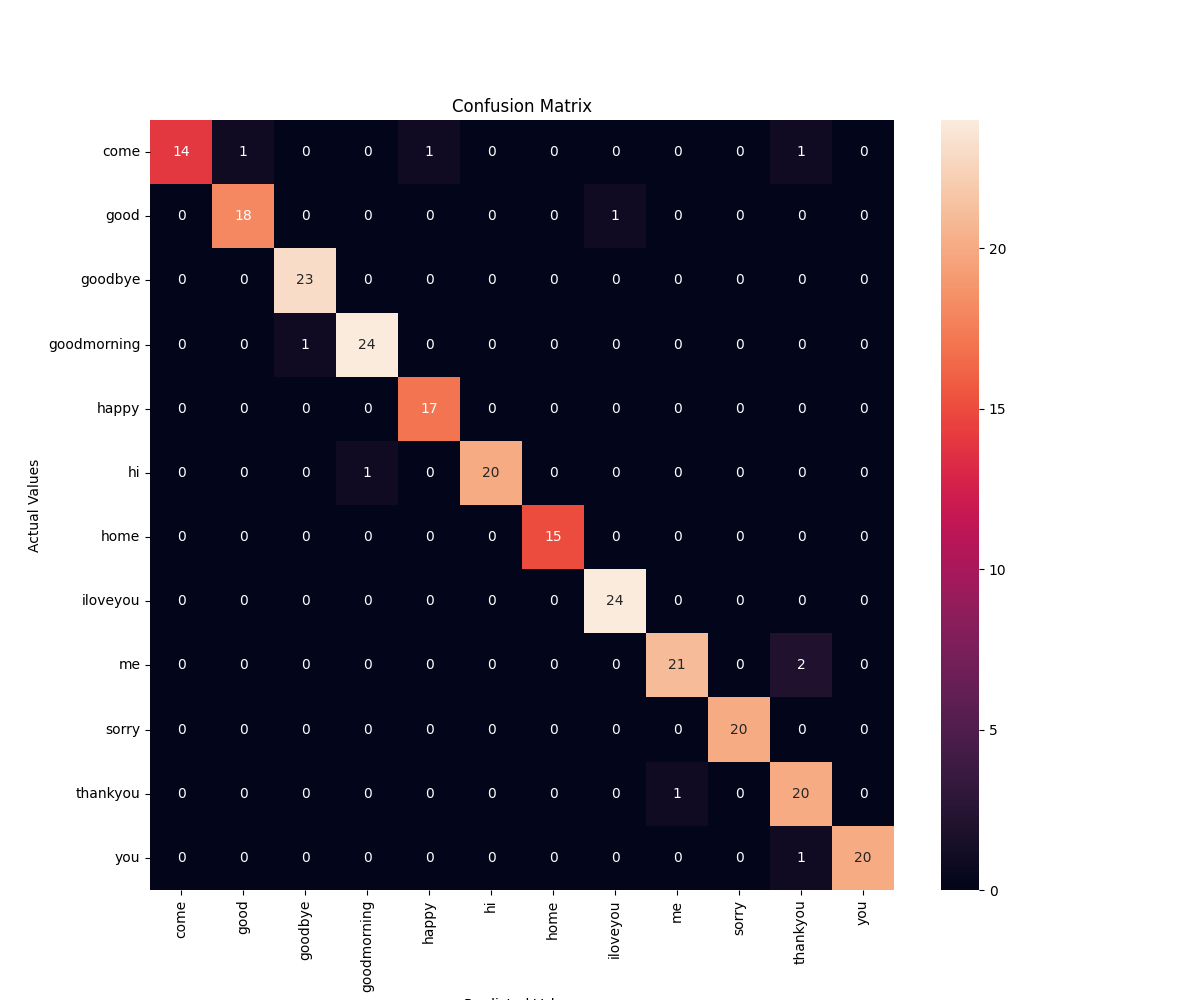 Confusion Matrix
come 14 1 0 0 1 0 0 0 0 0 1 0
good 0 18 0 0 0 0 0 1 0 0 0 0
goodbye 0 0 23 0 0 0 0 0 0 0 0 0
goodmorning 0 0 1 24 0 0 0 0 0 0 0 0
happy 0 0 0 0 17 0 0 0 0 0 0 0
hi 0 0 0 1 0 20 0 0 0 0 0 0
home 0 0 0 0 0 0 15 0 0 0 0 0
iloveyou 0 0 0 0 0 0 0 24 0 0 0 0
me 0 0 0 0 0 0 0 0 21 0 2 0
sorry 0 0 0 0 0 0 0 0 0 20 0 0
thankyou 0 0 0 0 0 0 0 0 1 0 20 0
you 0 0 0 0 0 0 0 0 0 0 1 20
Actual Values
come good goodbye goodmorning happy hi home iloveyou me sorry thankyou you
20
15
10
5
0